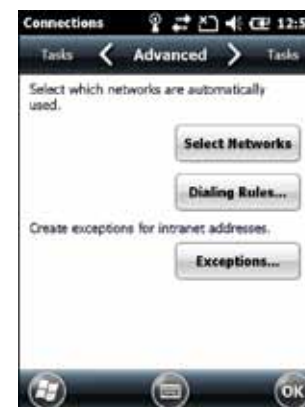 Connections 12:5
Tasks Advanced Tasks
Select which networks are automatically
used.
Select Networks
Dialing Rules...
Create exceptions for intranet addresses.
Exceptions...
OK